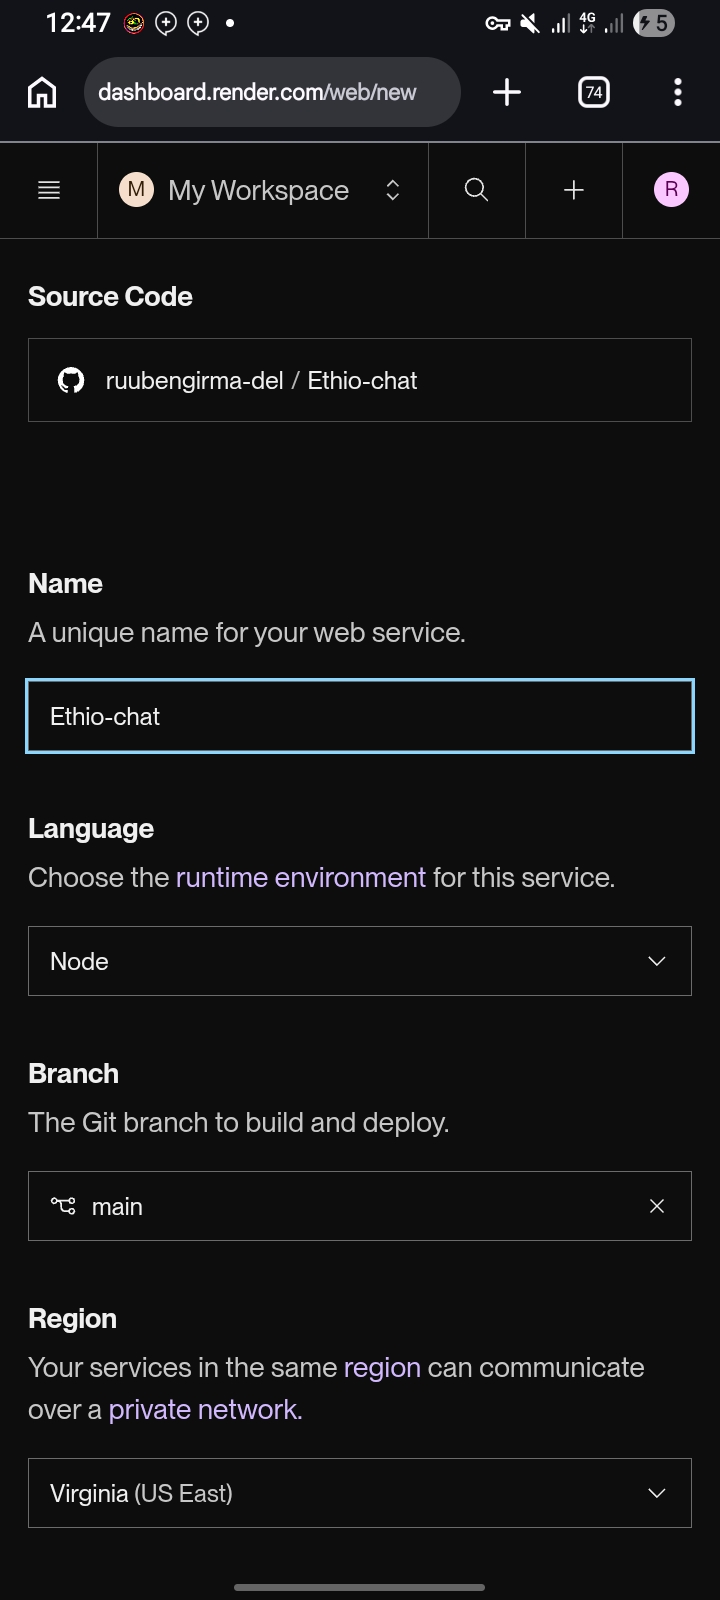 12:47
4G
5
dashboard.render.com/web/new
74
M My Workspace
R
Source Code
ruubengirma-del / Ethio-chat
Name
A unique name for your web service.
Ethio-chat
Language
Choose the runtime environment for this service.
Node
Branch
The Git branch to build and deploy.
main
Region
Your services in the same region can communicate
over a private network.
Virginia (US East)